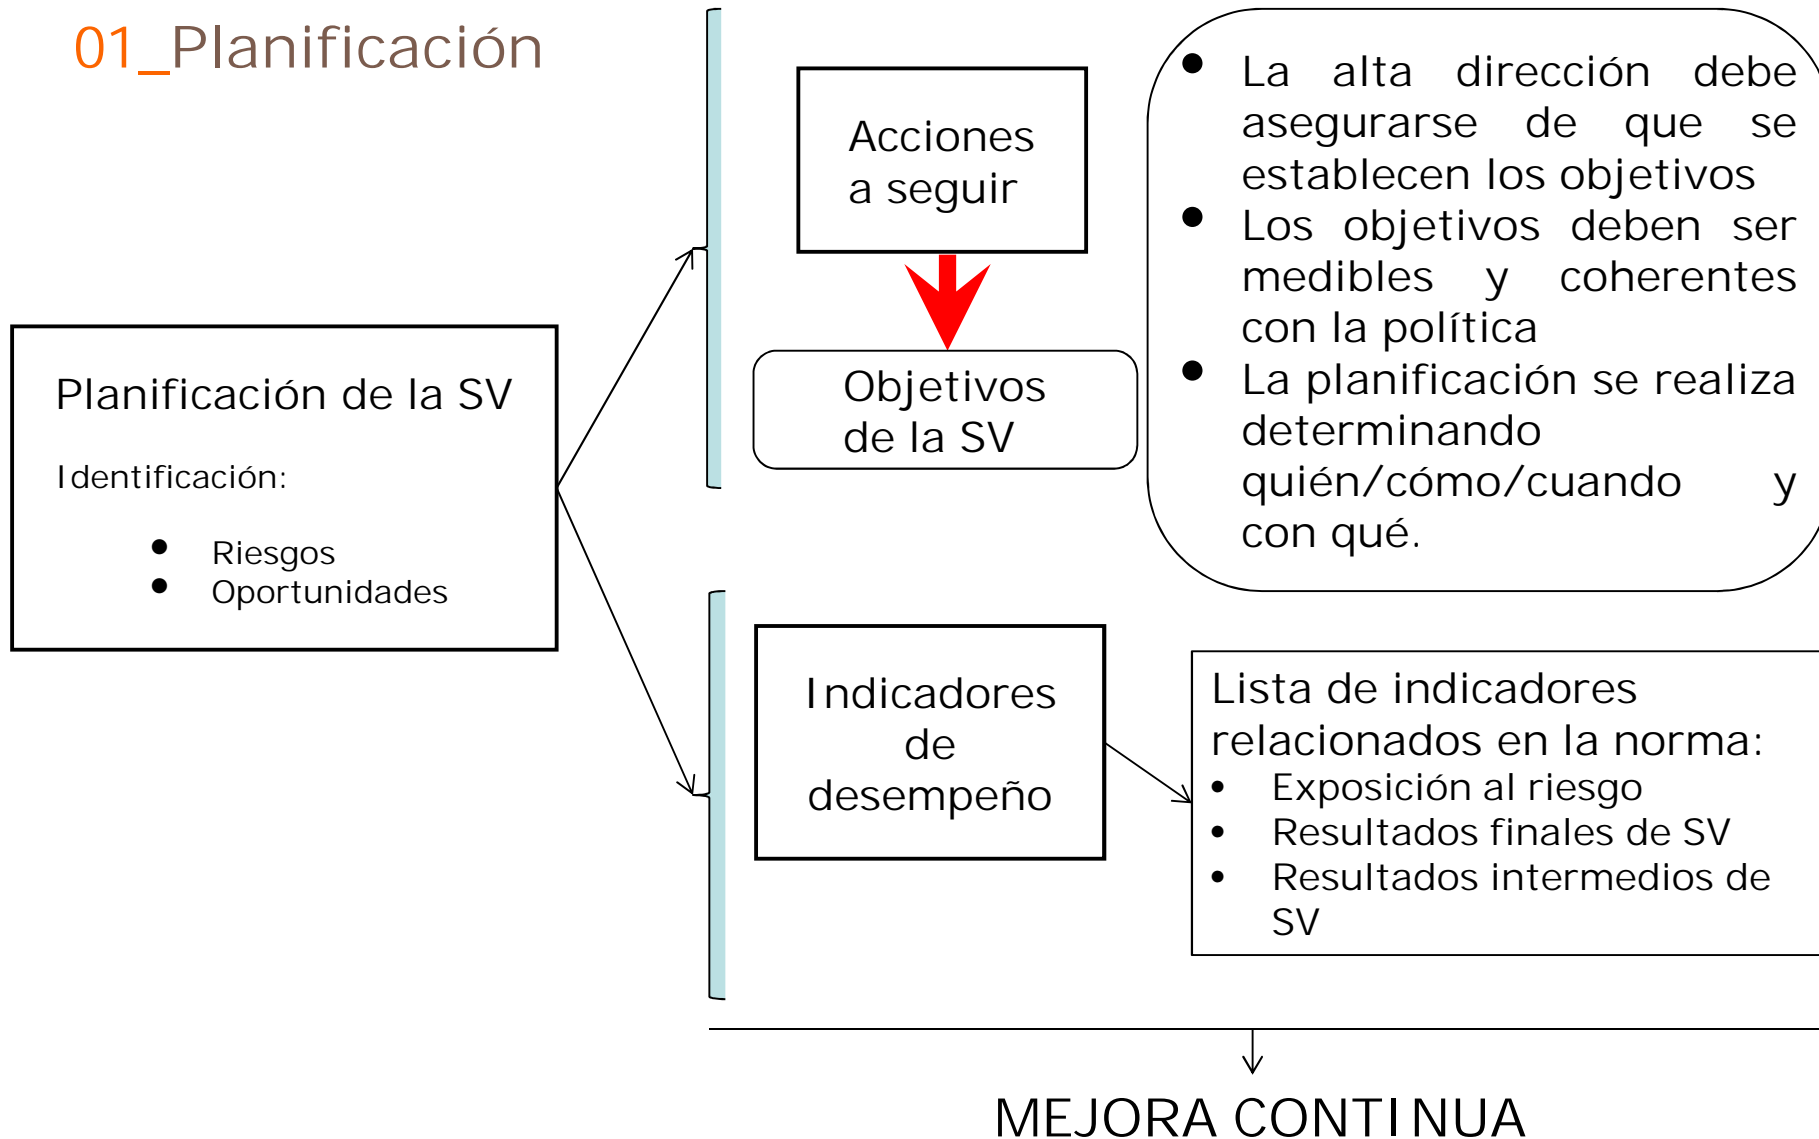 01_Planificación
Planificación de la SV
Identificación:
• Riesgos
• Oportunidades
Acciones
a seguir
Objetivos
de la SV
• La alta dirección debe
asegurarse de que se
establecen los objetivos
• Los objetivos deben ser
medibles y coherentes
con la política
• La planificación se realiza
determinando
quién/cómo/cuando y
con qué.
Indicadores
de
desempeño
Lista de indicadores
relacionados en la norma:
• Exposición al riesgo
• Resultados finales de SV
• Resultados intermedios de
SV
MEJORA CONTINUA